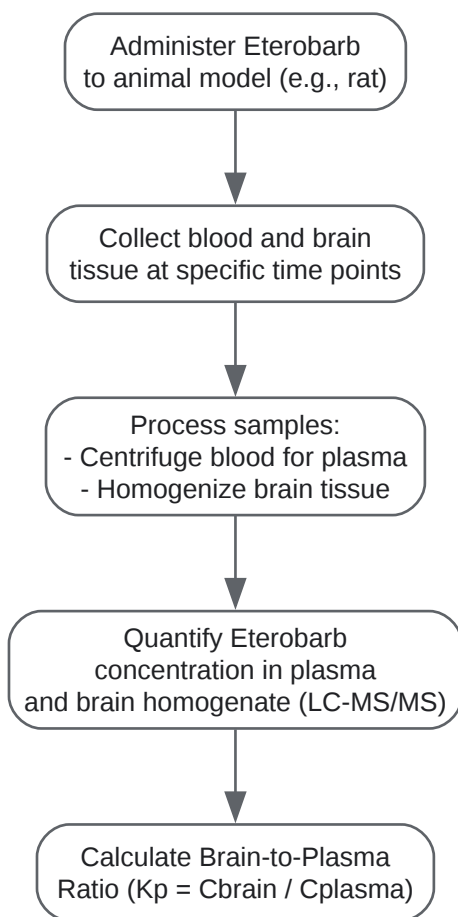 Administer Eterobarb
to animal model (e.g., rat)
Collect blood and brain
tissue at specific time points
Process samples:
- Centrifuge blood for plasma
- Homogenize brain tissue
Quantify Eterobarb
concentration in plasma
and brain homogenate (LC-MS/MS)
Calculate Brain-to-Plasma
Ratio (Kp = Cbrain / Cplasma)